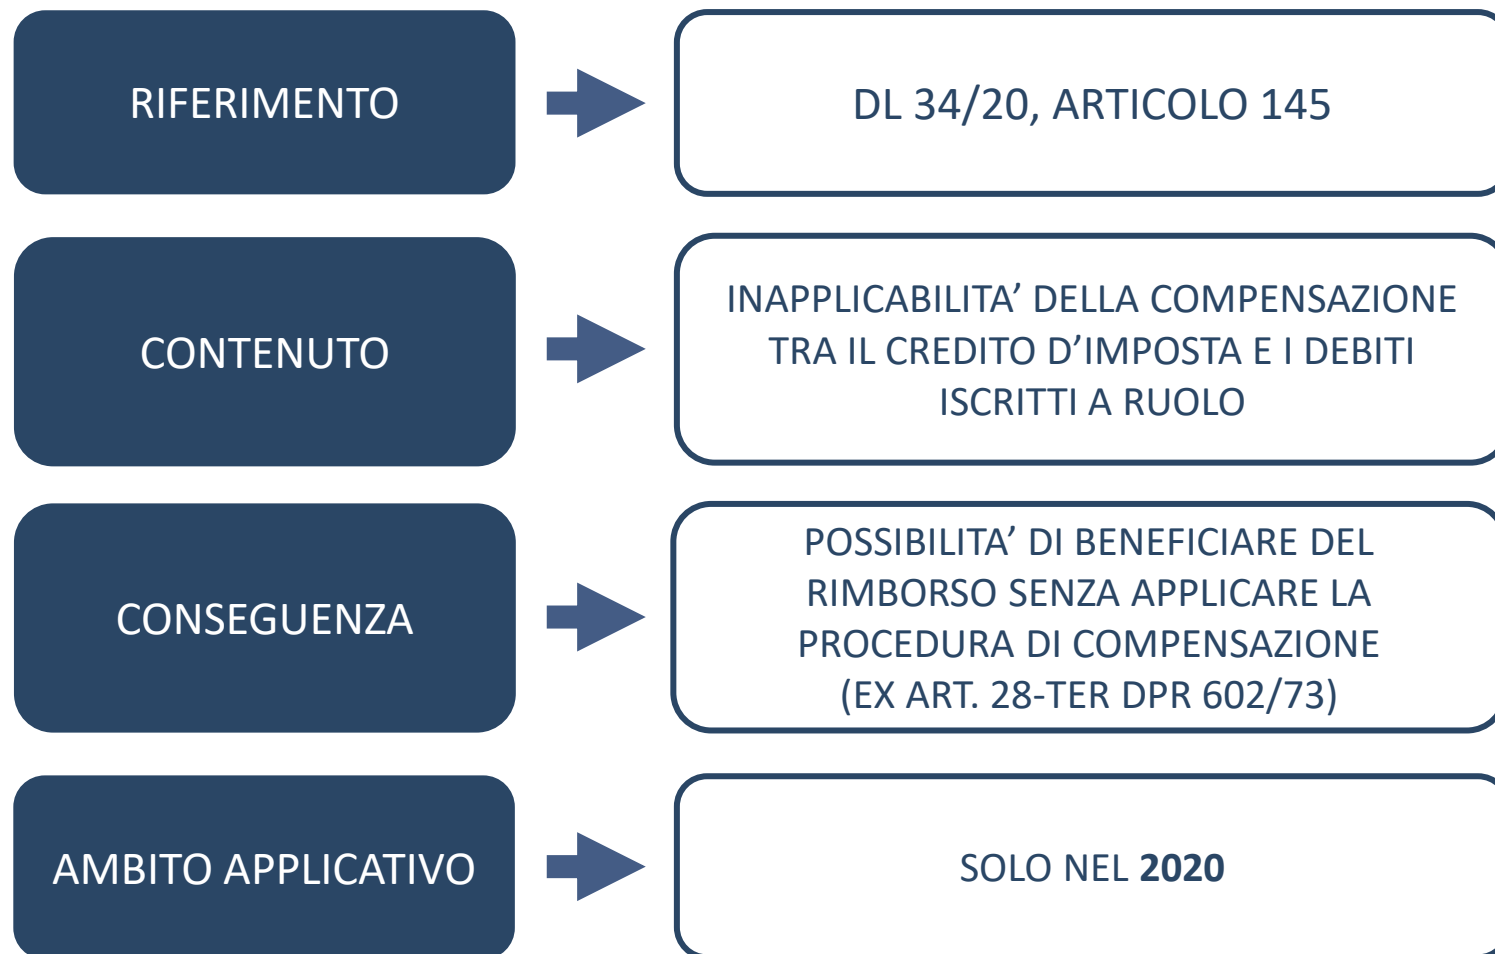 RIFERIMENTO
DL 34/20, ARTICOLO 145
CONTENUTO
INAPPLICABILITA’ DELLA COMPENSAZIONE
TRA IL CREDITO D’IMPOSTA E I DEBITI
ISCRITTI A RUOLO
CONSEGUENZA
POSSIBILITA’ DI BENEFICIARE DEL
RIMBORSO SENZA APPLICARE LA
PROCEDURA DI COMPENSAZIONE
(EX ART. 28-TER DPR 602/73)
AMBITO APPLICATIVO
SOLO NEL 2020